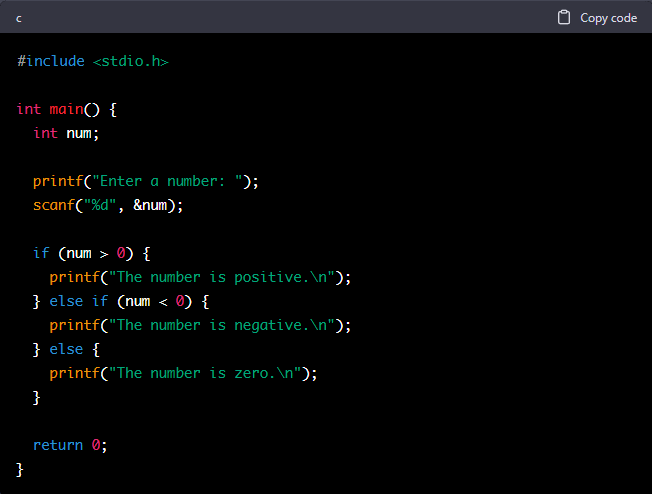 c Copy code
#include <stdio.h>
int main() {
int num;
printf("Enter a number: ");
scanf("%d", &num);
if (num > 0) {
printf("The number is positive.\n");
} else if (num < 0) {
printf("The number is negative.\n");
} else {
printf("The number is zero.\n");
}
return 0;
}